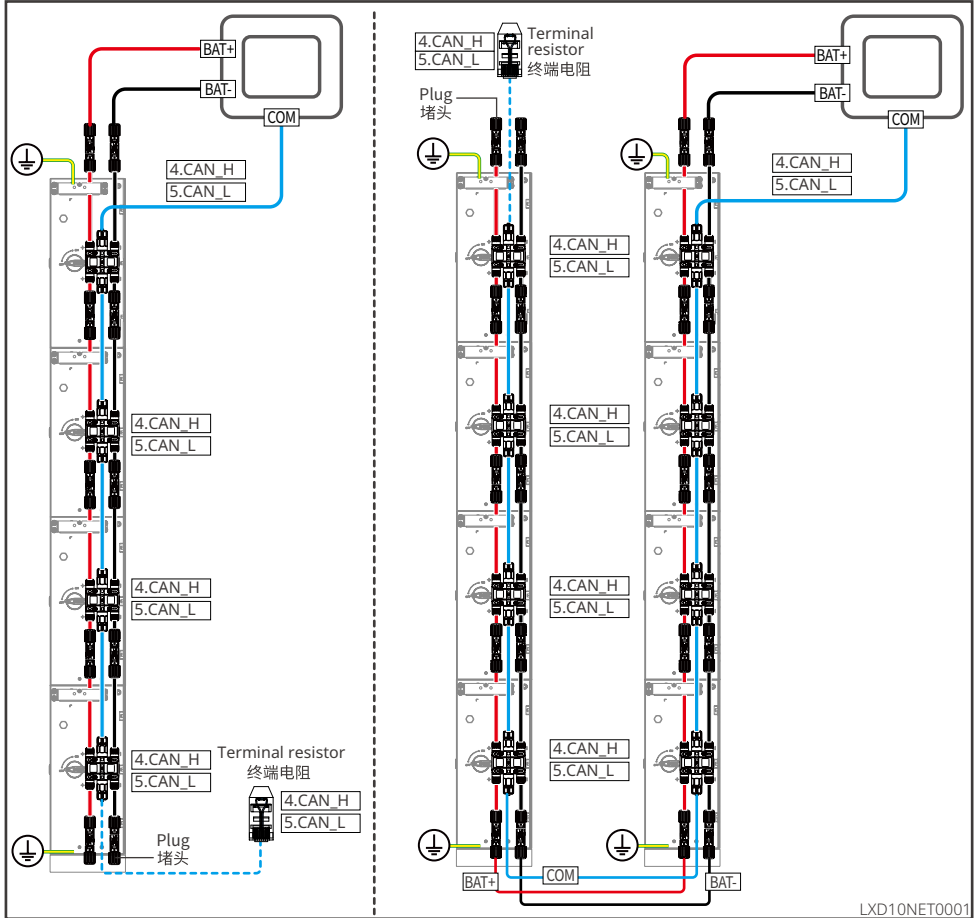 BAT+
BAT-
COM
4.CAN_H
5.CAN_L
4.CAN_H
5.CAN_L
4.CAN_H
5.CAN_L
4.CAN_H
5.CAN_L
Terminal resistor
终端电阻
4.CAN_H
5.CAN_L
Plug
堵头
4.CAN_H
5.CAN_L
Terminal
resistor
终端电阻
Plug
堵头
BAT+
BAT-
COM
4.CAN_H
5.CAN_L
4.CAN_H
5.CAN_L
4.CAN_H
5.CAN_L
4.CAN_H
5.CAN_L
4.CAN_H
5.CAN_L
BAT+
COM
BAT-
LXD10NET0001